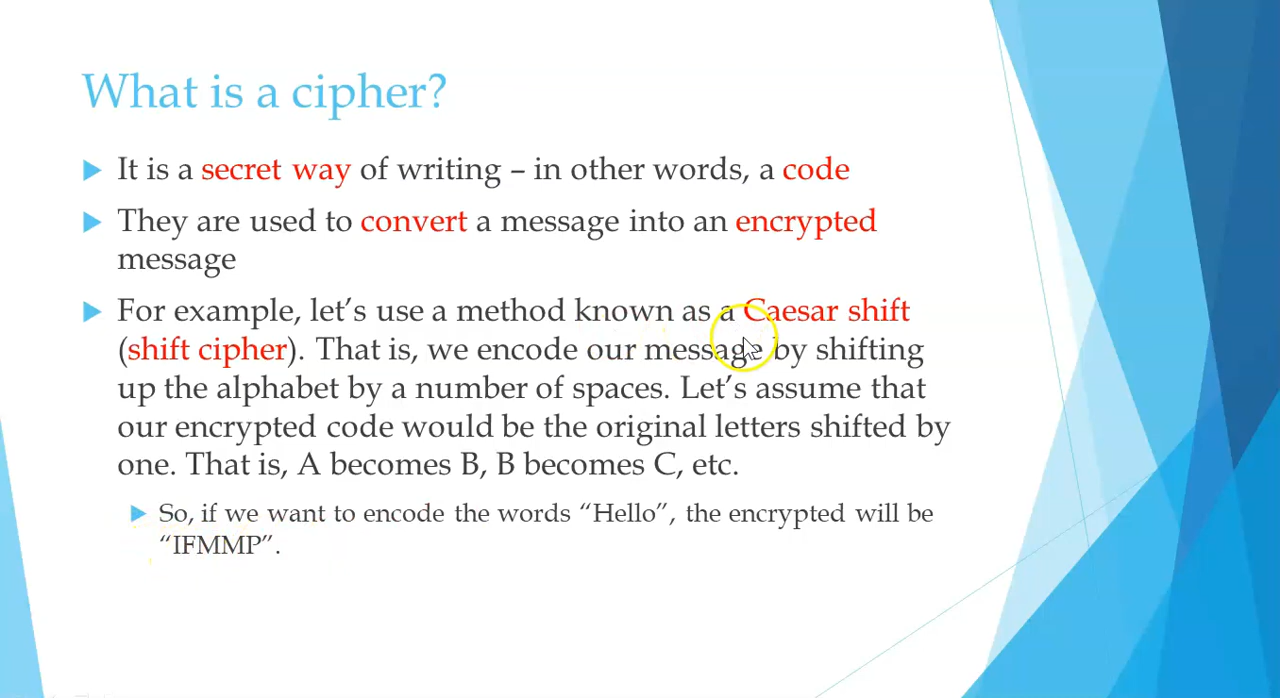 What is a cipher?
It is a secret way of writing – in other words, a code
They are used to convert a message into an encrypted
message
For example, let’s use a method known as a Caesar shift
(shift cipher). That is, we encode our message by shifting
up the alphabet by a number of spaces. Let’s assume that
our encrypted code would be the original letters shifted by
one. That is, A becomes B, B becomes C, etc.
So, if we want to encode the words “Hello”, the encrypted will be
“IFMMP”.